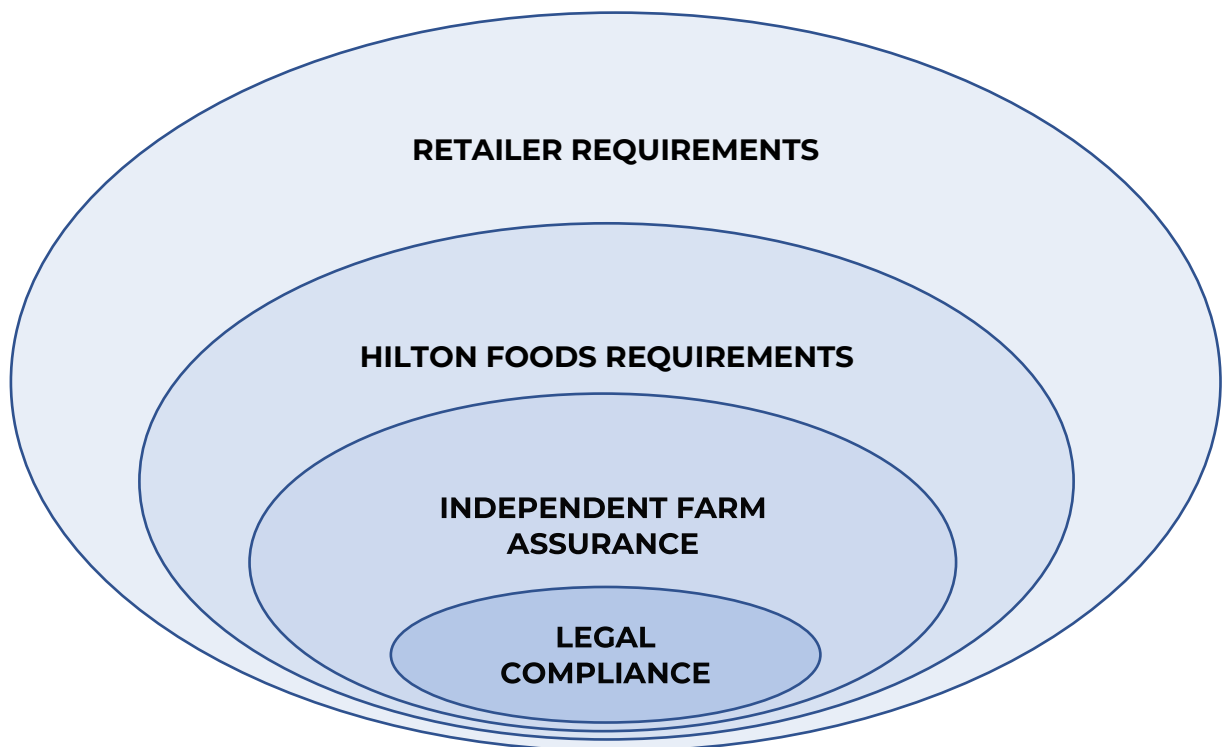 RETAILER REQUIREMENTS
HILTON FOODS REQUIREMENTS
INDEPENDENT FARM
ASSURANCE
LEGAL
COMPLIANCE